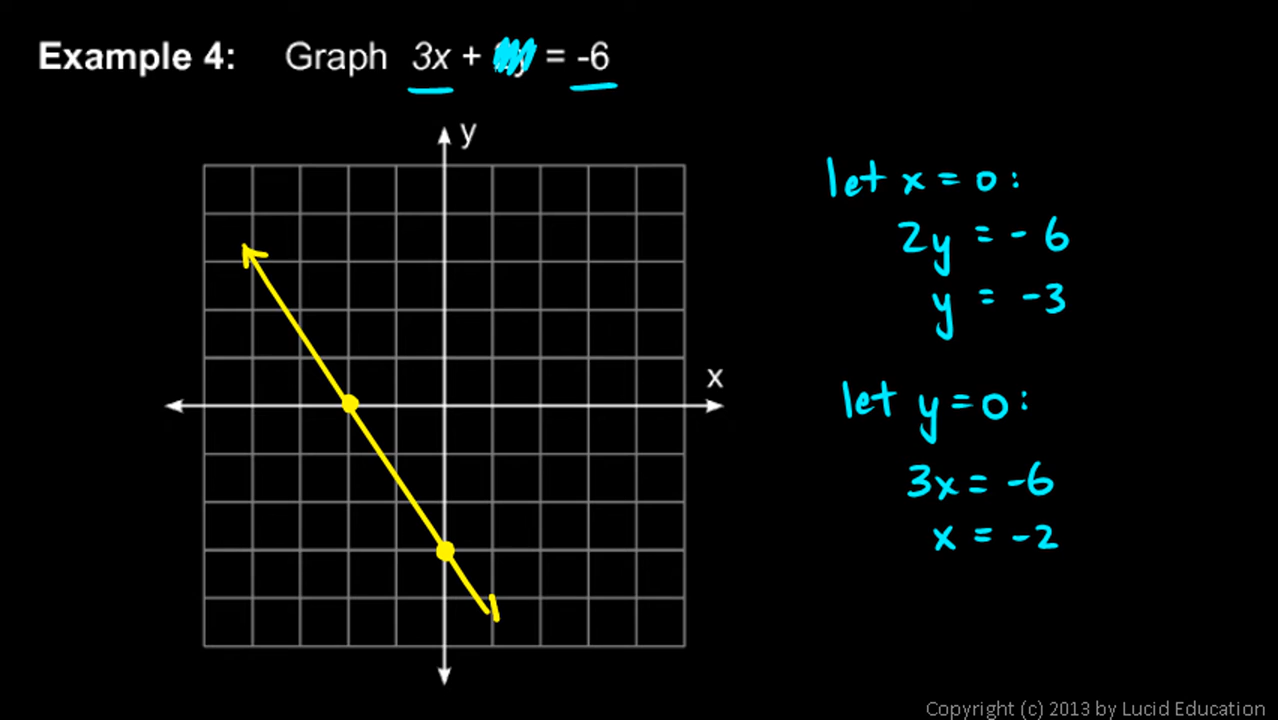 Example 4: Graph 3x + y = -6
y
x
let x = 0 :
2y = - 6
y = -3
let y = 0 :
3x = -6
x = -2
Copyright (c) 2013 by Lucid Education